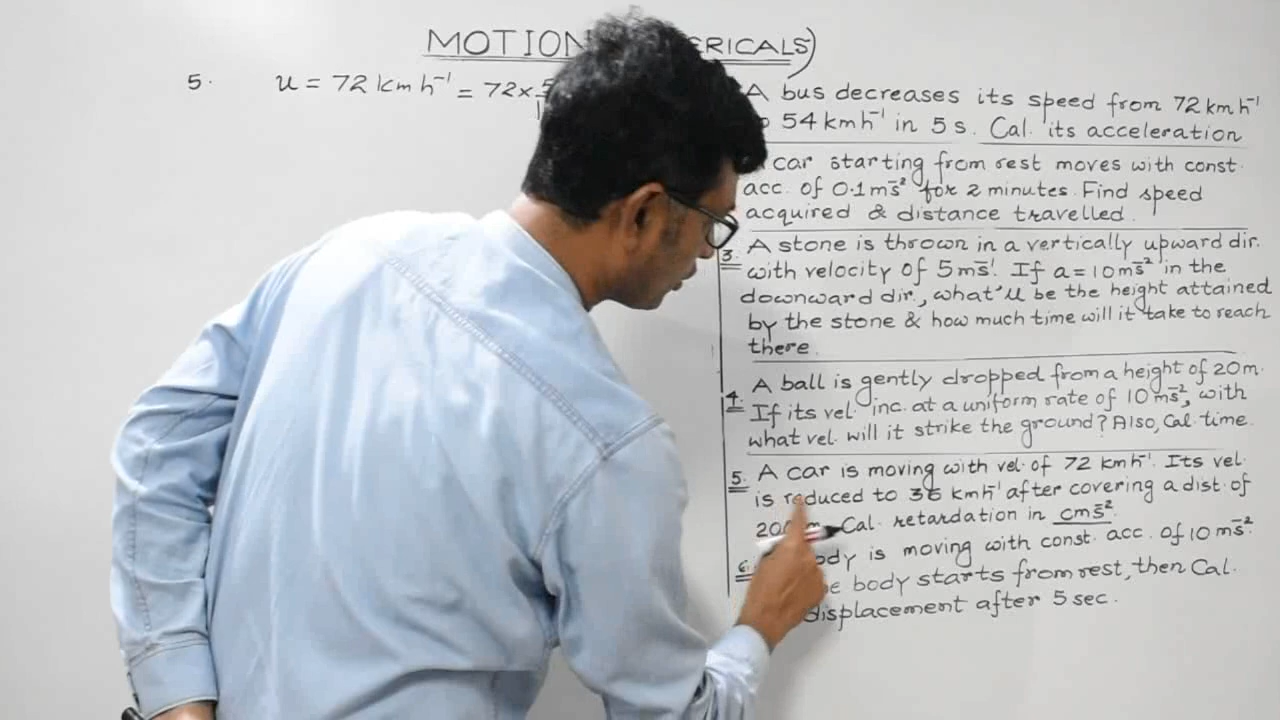 MOTION ERICALS)
5. u = 72 km h⁻¹ = 72×
A bus decreases its speed from 72 km h⁻¹
54 km h⁻¹ in 5 s. Cal. its acceleration
car starting from rest moves with const.
acc. of 0.1 m s⁻² for 2 minutes. Find speed
acquired & distance travelled.
3. A stone is thrown in a vertically upward dir.
with velocity of 5 m s⁻¹. If a = 10 m s⁻² in the
downward dir., what'll be the height attained
by the stone & how much time will it take to reach
there.
4. A ball is gently dropped from a height of 20 m.
If its vel. inc. at a uniform rate of 10 m s⁻², with
what vel. will it strike the ground? Also, Cal. time.
5. A car is moving with vel. of 72 km h⁻¹. Its vel.
is reduced to 36 km h⁻¹ after covering a dist. of
Cal. retardation in cm s⁻².
6. body is moving with const. acc. of 10 m s⁻².
body starts from rest, then Cal.
displacement after 5 sec.